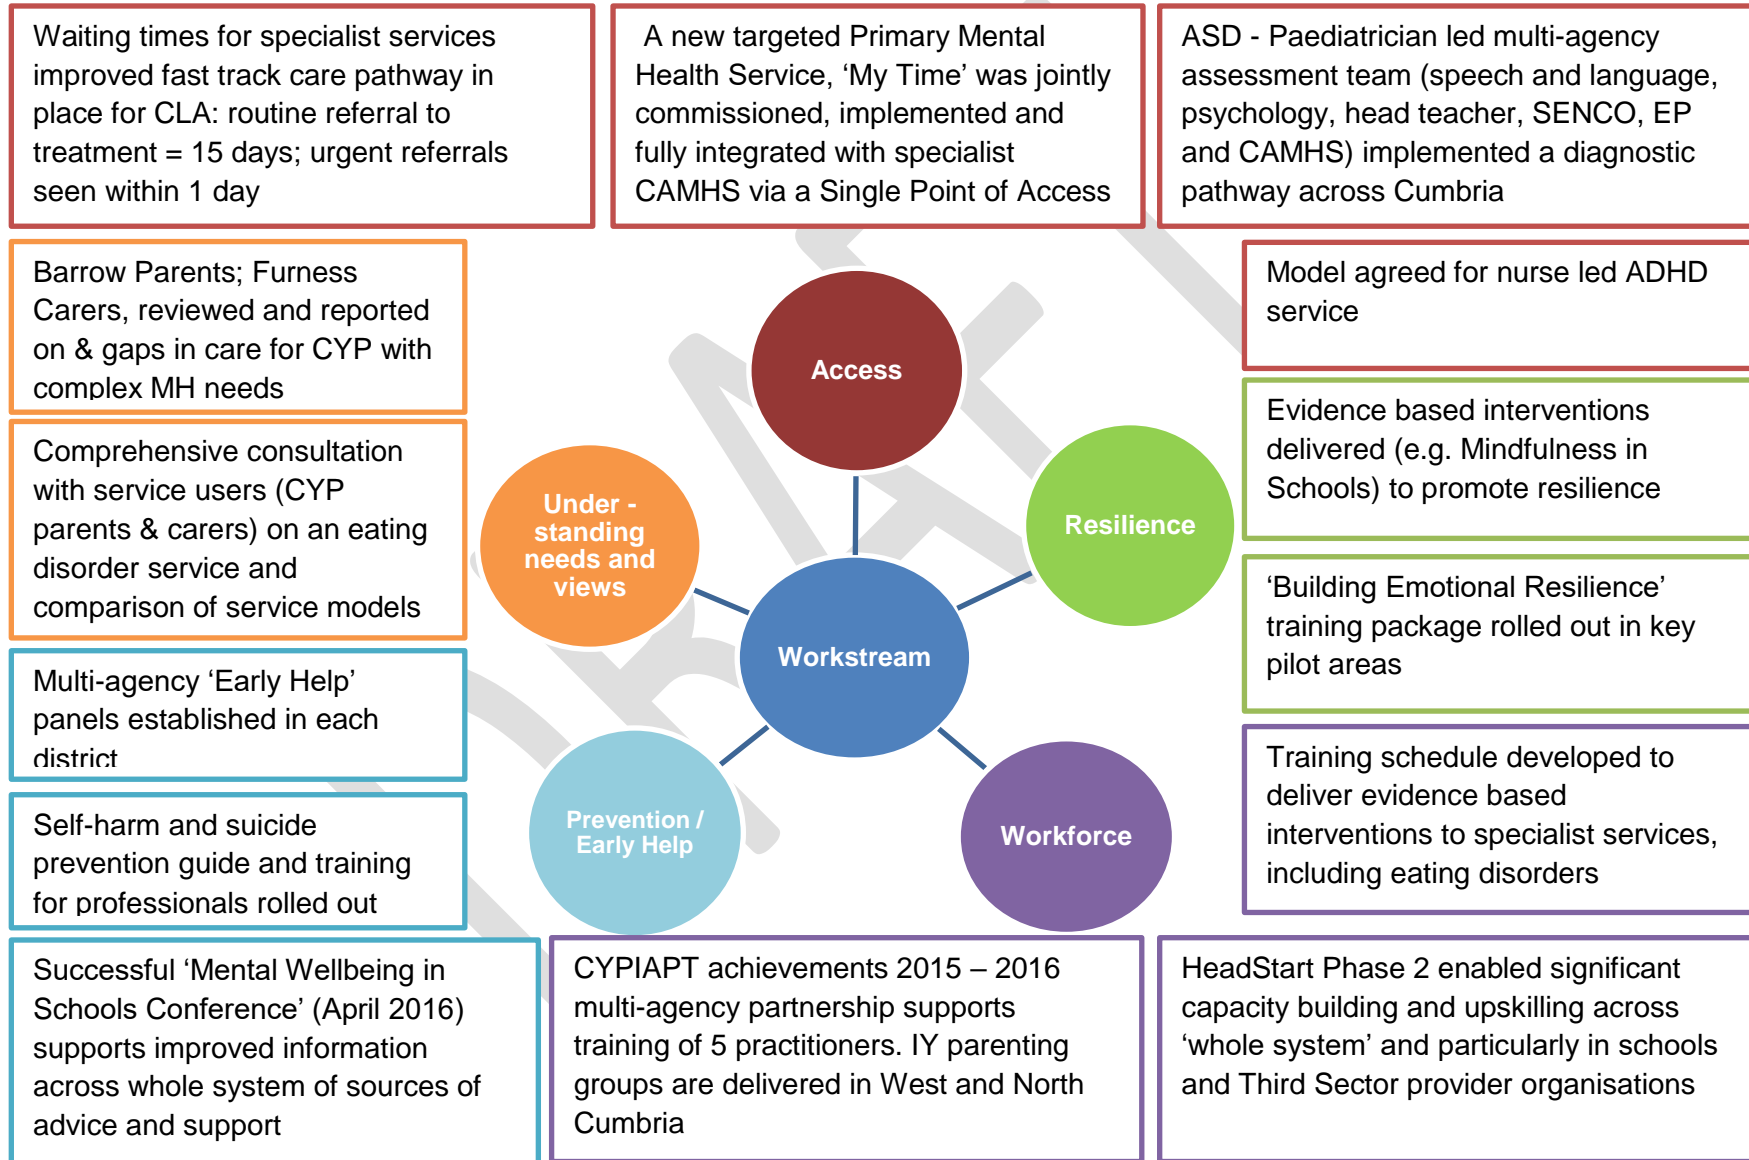 Waiting times for specialist services
improved fast track care pathway in
place for CLA: routine referral to
treatment = 15 days; urgent referrals
seen within 1 day
A new targeted Primary Mental
Health Service, ‘My Time’ was jointly
commissioned, implemented and
fully integrated with specialist
CAMHS via a Single Point of Access
ASD - Paediatrician led multi-agency
assessment team (speech and language,
psychology, head teacher, SENCO, EP
and CAMHS) implemented a diagnostic
pathway across Cumbria
Barrow Parents; Furness
Carers, reviewed and reported
on & gaps in care for CYP with
complex MH needs
Access
Model agreed for nurse led ADHD
service
Comprehensive consultation
with service users (CYP
parents & carers) on an eating
disorder service and
comparison of service models
Under -
standing
needs and
views
Resilience
Evidence based interventions
delivered (e.g. Mindfulness in
Schools) to promote resilience
Workstream
‘Building Emotional Resilience’
training package rolled out in key
pilot areas
Multi-agency ‘Early Help’
panels established in each
district
Prevention /
Early Help
Workforce
Training schedule developed to
deliver evidence based
interventions to specialist services,
including eating disorders
Self-harm and suicide
prevention guide and training
for professionals rolled out
Successful ‘Mental Wellbeing in
Schools Conference’ (April 2016)
supports improved information
across whole system of sources of
advice and support
CYPIAPT achievements 2015 – 2016
multi-agency partnership supports
training of 5 practitioners. IY parenting
groups are delivered in West and North
Cumbria
HeadStart Phase 2 enabled significant
capacity building and upskilling across
‘whole system’ and particularly in schools
and Third Sector provider organisations
DRAFT